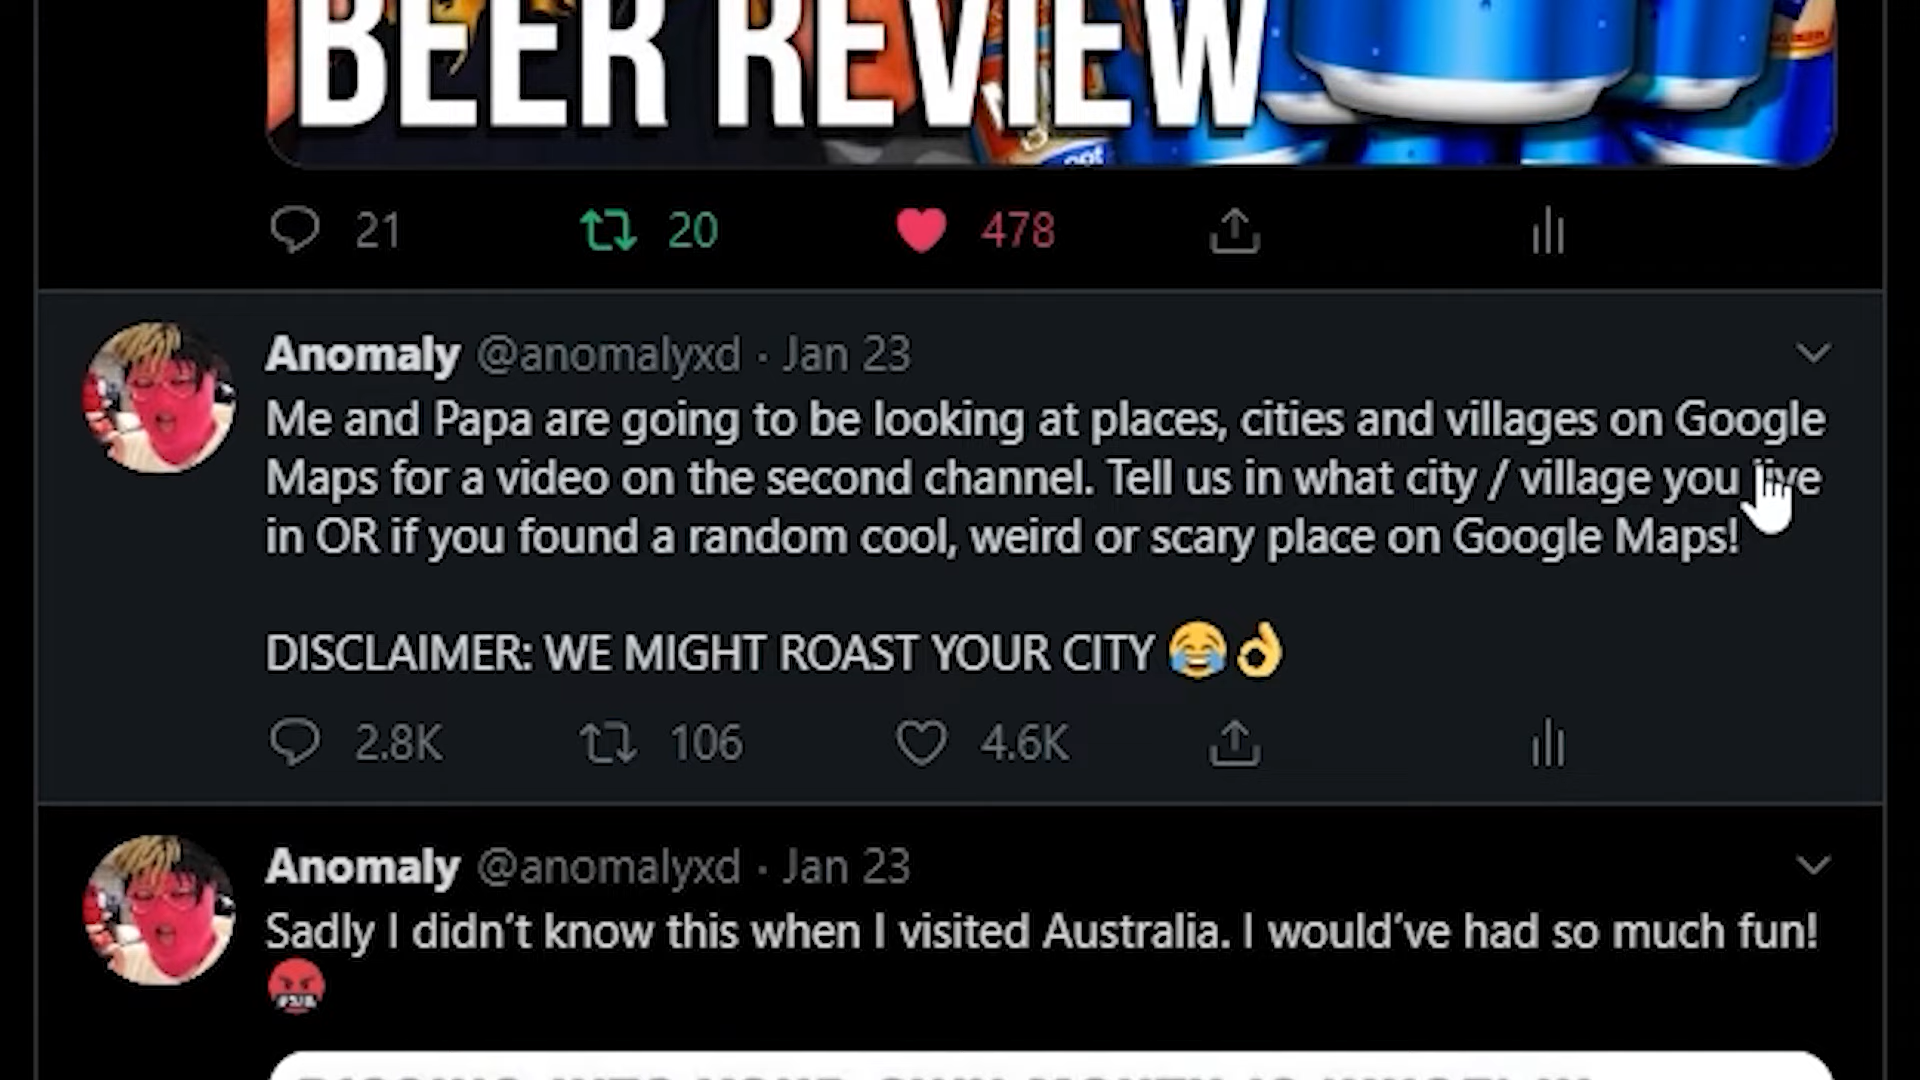 BEER REVIEW
21 20 478
Anomaly @anomalyxd · Jan 23
Me and Papa are going to be looking at places, cities and villages on Google
Maps for a video on the second channel. Tell us in what city / village you live
in OR if you found a random cool, weird or scary place on Google Maps!
DISCLAIMER: WE MIGHT ROAST YOUR CITY 😂👌
2.8K 106 4.6K
Anomaly @anomalyxd · Jan 23
Sadly I didn’t know this when I visited Australia. I would’ve had so much fun!
🤬